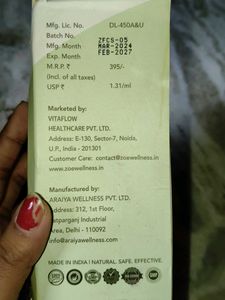 Mfg. Lic. No. DL-450A&U
Batch No. ZFCS-05
Mfg. Month MAR-2024
Exp. Month FEB-2027
M.R.P. ₹ 395/-
(Incl. of all taxes)
USP ₹ 1.31/ml
Marketed by:
VITAFLOW
HEALTHCARE PVT. LTD.
Address: E-130, Sector-7, Noida,
U.P., India - 201301
Customer Care: contact@zoewellness.in
www.zoewellness.in
Manufactured by:
ARAIYA WELLNESS PVT. LTD.
Address: 312, 1st Floor,
Patparganj Industrial
Area, Delhi - 110092
info@araiyawellness.com
MADE IN INDIA | NATURAL. SAFE. EFFECTIVE.